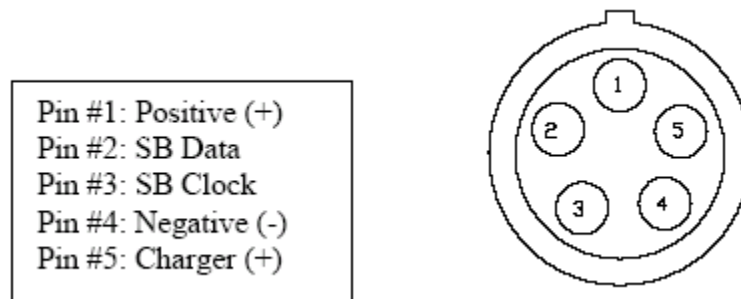 Pin #1: Positive (+)
Pin #2: SB Data
Pin #3: SB Clock
Pin #4: Negative (-)
Pin #5: Charger (+)
1
2
5
3
4